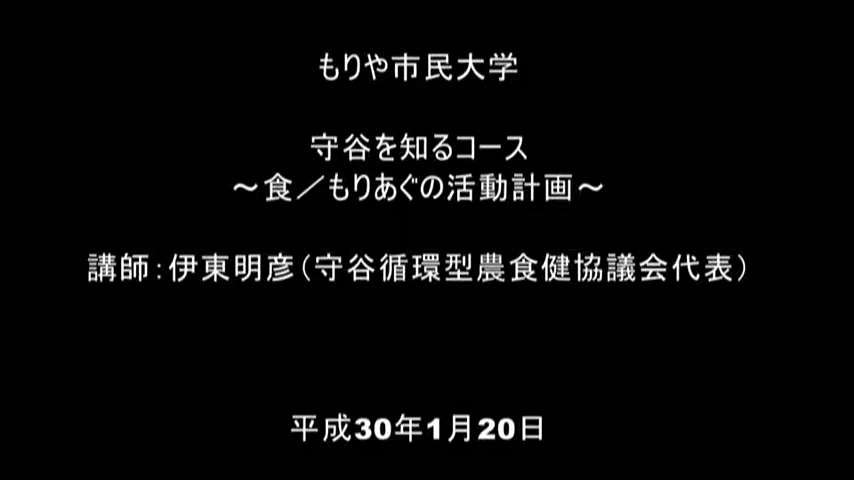 もりや市民大学
守谷を知るコース
～食／もりあぐの活動計画～
講師：伊東明彦（守谷循環型農食健協議会代表）
平成30年1月20日